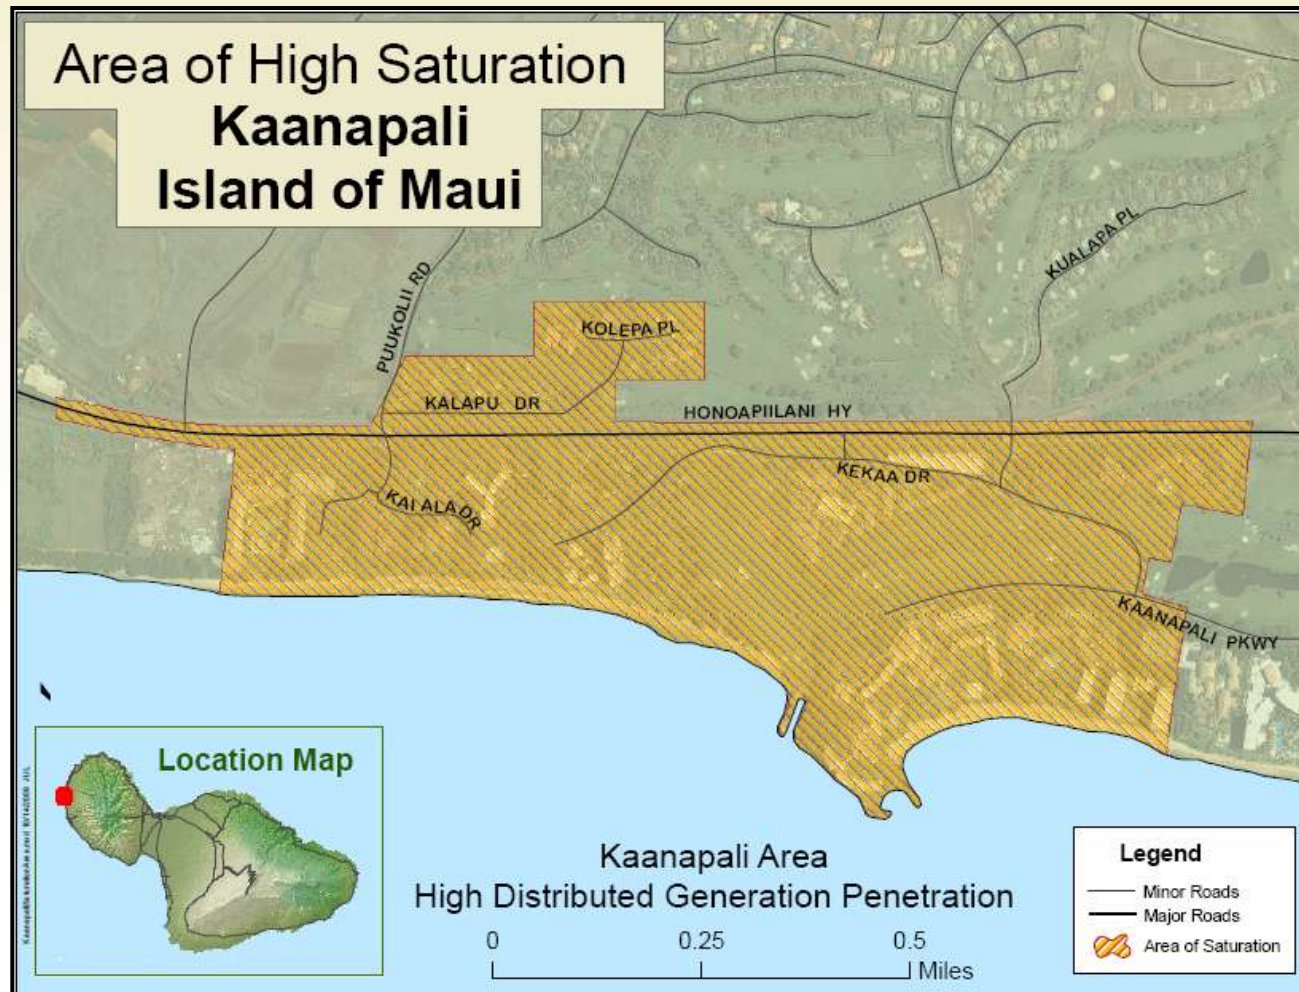 Area of High Saturation
Kaanapali
Island of Maui
PUUKOLII RD
KUALAPA PL
KOLEPA PL
KALAPU DR
HONOAPIILANI HY
KEKAA DR
KAI ALA DR
KAANAPALI PKWY
Location Map
Kaanapali Area
High Distributed Generation Penetration
0 0.25 0.5
Miles
Legend
Minor Roads
Major Roads
Area of Saturation